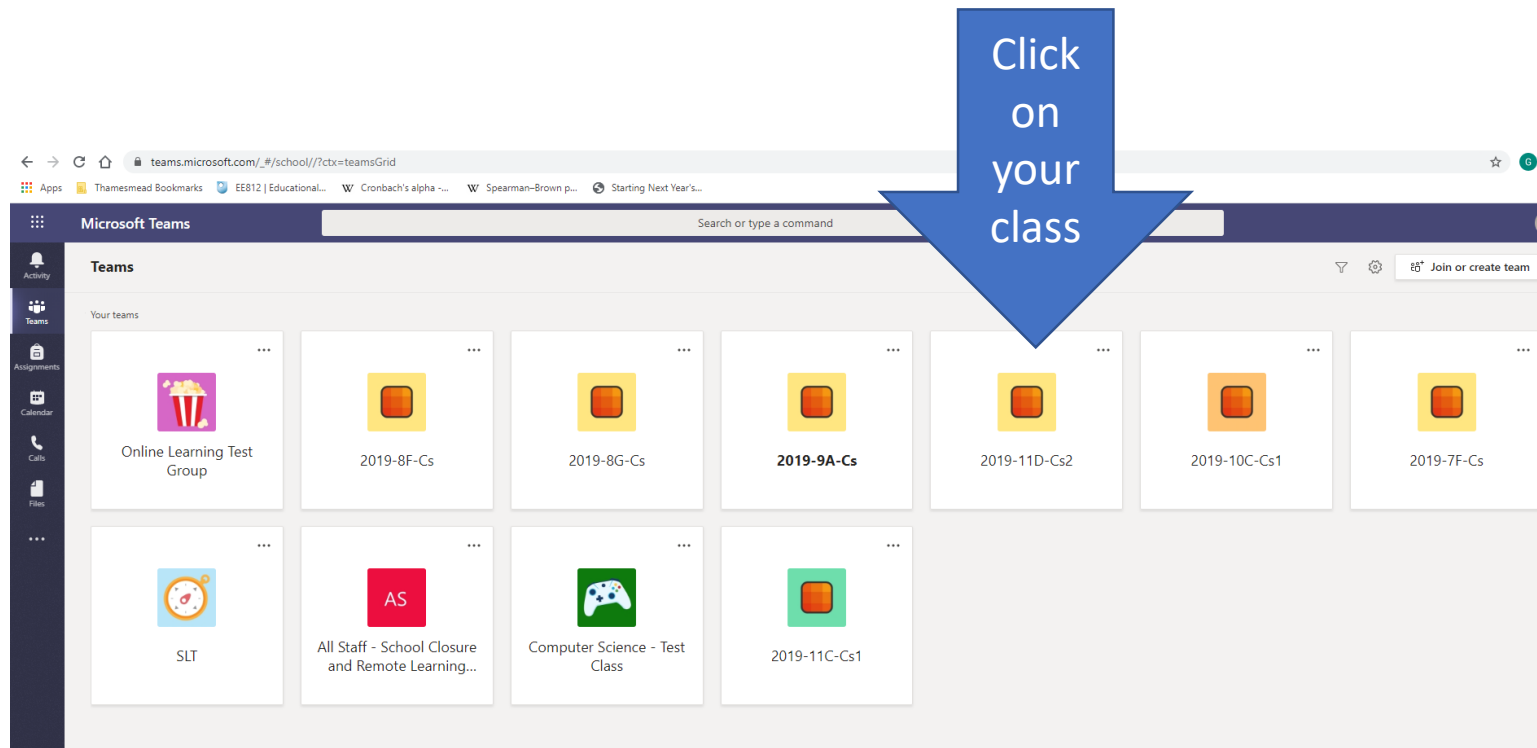 Click
on
your
class
teams.microsoft.com/_#/school//?ctx=teamsGrid
G
Apps
Thamesmead Bookmarks
EE812 | Educational...
Cronbach's alpha -...
Spearman–Brown p...
Starting Next Year's...
Microsoft Teams
Search or type a command
Activity
Teams
Assignments
Calendar
Calls
Files
Teams
Join or create team
Your teams
Online Learning Test
Group
2019-8F-Cs
2019-8G-Cs
2019-9A-Cs
2019-11D-Cs2
2019-10C-Cs1
2019-7F-Cs
SLT
AS
All Staff - School Closure
and Remote Learning...
Computer Science - Test
Class
2019-11C-Cs1